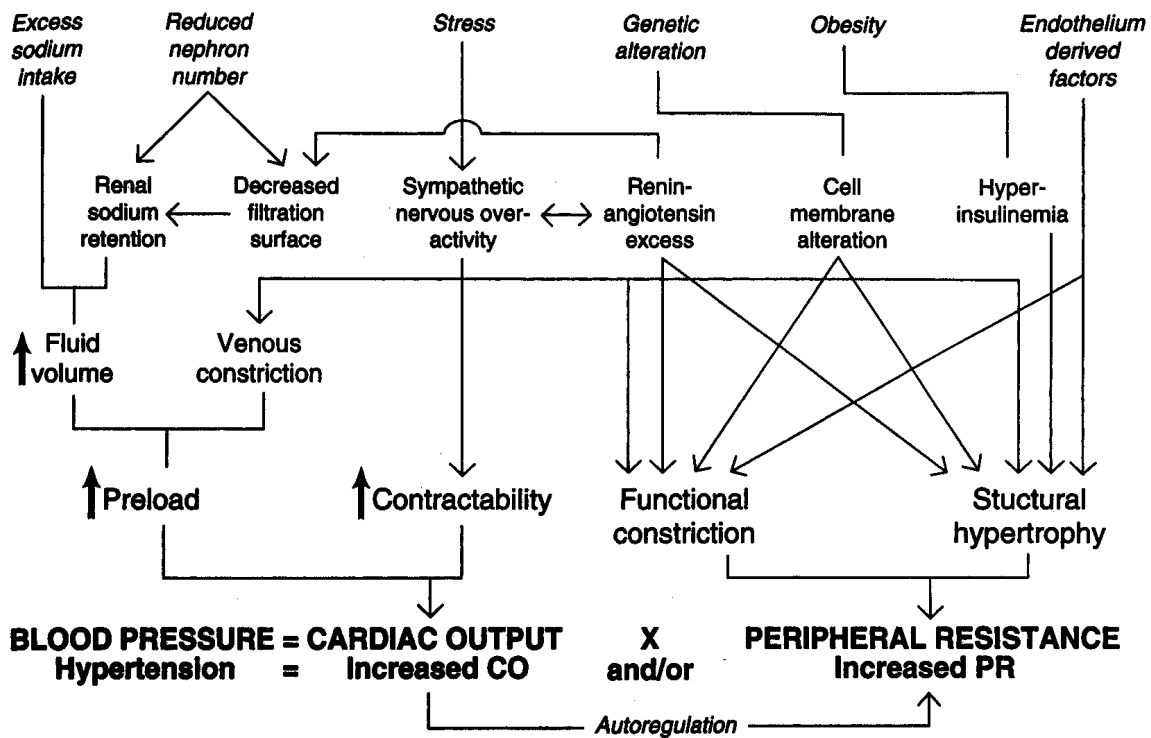 Excess
sodium
intake
Reduced
nephron
number
Stress
Genetic
alteration
Obesity
Endothelium
derived
factors
Renal
sodium
retention
Decreased
filtration
surface
Sympathetic
nervous over-
activity
Renin-
angiotensin
excess
Cell
membrane
alteration
Hyper-
insulinemia
Fluid
volume
Venous
constriction
Preload
Contractability
Functional
constriction
Stuctural
hypertrophy
BLOOD PRESSURE = CARDIAC OUTPUT X PERIPHERAL RESISTANCE
Hypertension = Increased CO and/or Increased PR
Autoregulation